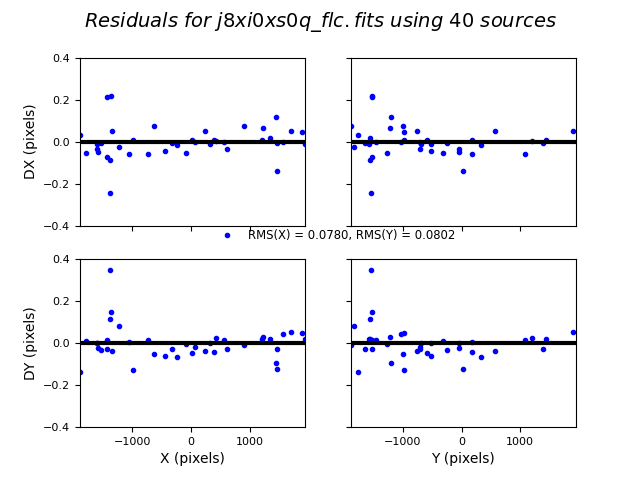 Residuals for j8xi0xs0q_flc.fits using 40 sources
DX (pixels)
0.4
0.2
0.0
−0.2
−0.4
RMS(X) = 0.0780, RMS(Y) = 0.0802
DY (pixels)
0.4
0.2
0.0
−0.2
−0.4
−1000 0 1000
−1000 0 1000
X (pixels)
Y (pixels)